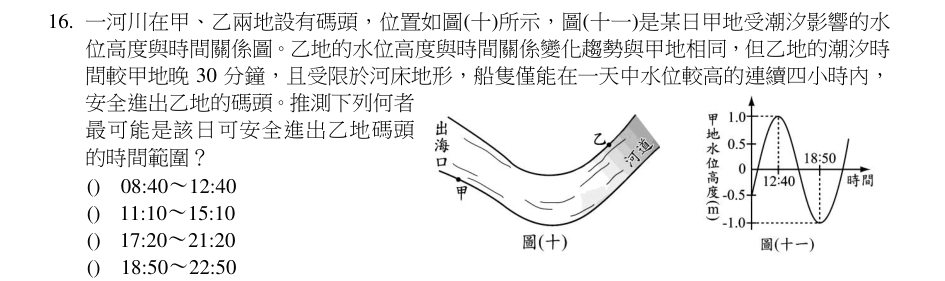 16. 一河川在甲、乙兩地設有碼頭，位置如圖(十)所示，圖(十一)是某日甲地受潮汐影響的水
位高度與時間關係圖。乙地的水位高度與時間關係變化趨勢與甲地相同，但乙地的潮汐時
間較甲地晚 30 分鐘，且受限於河床地形，船隻僅能在一天中水位較高的連續四小時內，
安全進出乙地的碼頭。推測下列何者
最可能是該日可安全進出乙地碼頭
的時間範圍？
() 08:40～12:40
() 11:10～15:10
() 17:20～21:20
() 18:50～22:50
出海口
甲
乙
河道
圖(十)
甲地水位高度(m)
1.0
0.5
0
-0.5
-1.0
12:40
18:50
時間
圖(十一)